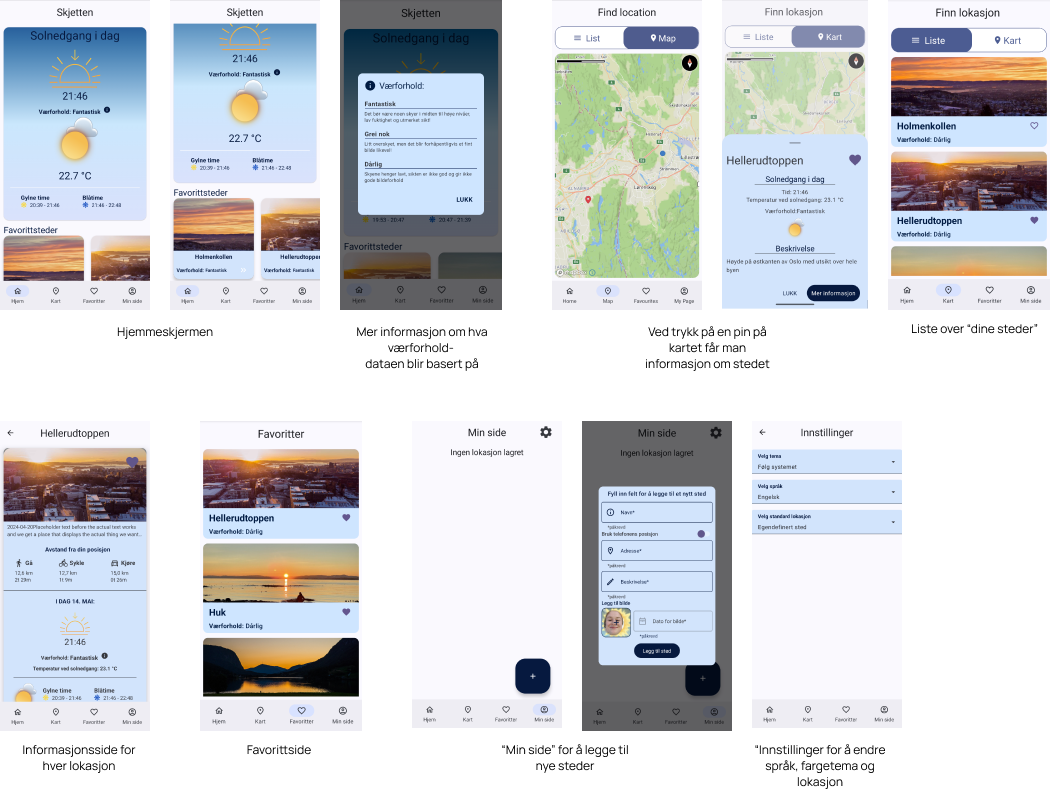 Skjetten
Solnedgang i dag
21:46
Værforhold: Fantastisk
22.7 °C
Gylne time
20:39 - 21:46
Blåtime
21:46 - 22:48
Favorittsteder
Hjem
Kart
Favoritter
Min side
Skjetten
21:46
Værforhold: Fantastisk
22.7 °C
Gylne time
20:39 - 21:46
Blåtime
21:46 - 22:48
Favorittsteder
Holmenkollen
Værforhold: Fantastisk
Hellerudtoppen
Værforhold: Fantastisk
Hjem
Kart
Favoritter
Min side
Hjemmeskjermen
Skjetten
Solnedgang i dag
Værforhold:
Fantastisk
Det bør være noen skyer i midten til høye nivåer,
lav fuktighet og utmerket sikt!
Grei nok
Litt overskyet, men det blir forhåpentligvis et fint
bilde likevel!
Dårlig
Skyene henger tett, sikten er ikke god og gir ikke
gode bildeforhold
LUKK
Favorittsteder
Hjem
Kart
Favoritter
Min side
Mer informasjon om hva
værforhold-
dataen blir basert på
Find location
List
Map
Home
Map
Favourites
My Page
Finn lokasjon
Liste
Kart
Hellerudtoppen
Solnedgang i dag
Tid: 21:46
Temperatur ved solnedgang: 23.1 °C
Værforhold Fantastisk
Beskrivelse
Høyde på østkanten av Oslo med utsikt over hele
byen
LUKK
Mer informasjon
Ved trykk på en pin på
kartet får man
informasjon om stedet
Finn lokasjon
Liste
Kart
Holmenkollen
Værforhold: Dårlig
Hellerudtoppen
Værforhold: Dårlig
Hjem
Kart
Favoritter
Min side
Liste over “dine steder”
Hellerudtoppen
2024-04-20Placeholder text before the actual text works
and we get a place that displays the actual thing we want...
Avstand fra din posisjon
Gå
12,6 km
2t 29m
Sykle
12,7 km
1t 9m
Kjøre
15,0 km
0t 26m
I DAG 14. MAI:
21:46
Værforhold: Fantastisk
Temperatur ved solnedgang: 23.1 °C
Gylne time
20:39 - 21:46
Blåtime
21:46 - 22:48
Hjem
Kart
Favoritter
Min side
Informasjonsside for
hver lokasjon
Favoritter
Hellerudtoppen
Værforhold: Dårlig
Huk
Værforhold: Dårlig
Hjem
Kart
Favoritter
Min side
Favorittside
Min side
Ingen lokasjon lagret
+
Hjem
Kart
Favoritter
Min side
Min side
Ingen lokasjon lagret
Fyll inn felt for å legge til et nytt sted
Navn*
*påkrevd
Bruk telefonens posisjon
Adresse*
*påkrevd
Beskrivelse*
*påkrevd
Legg til bilde
Dato for bilde*
*påkrevd
Legg til sted
+
Hjem
Kart
Favoritter
Min side
“Min side” for å legge til
nye steder
Innstillinger
Velg tema
Følg systemet
Velg språk
Engelsk
Velg standard lokasjon
Egendefinert sted
Hjem
Kart
Favoritter
Min side
“Innstillinger for å endre
språk, fargetema og
lokasjon